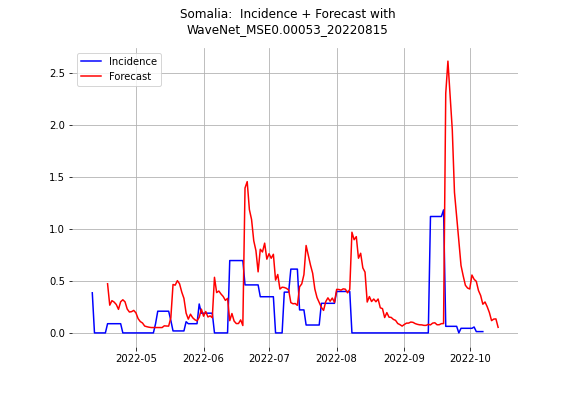 Somalia:  Incidence + Forecast with
WaveNet_MSE0.00053_20220815
Incidence
Forecast
2.5
2.0
1.5
1.0
0.5
0.0
2022-05 2022-06 2022-07 2022-08 2022-09 2022-10